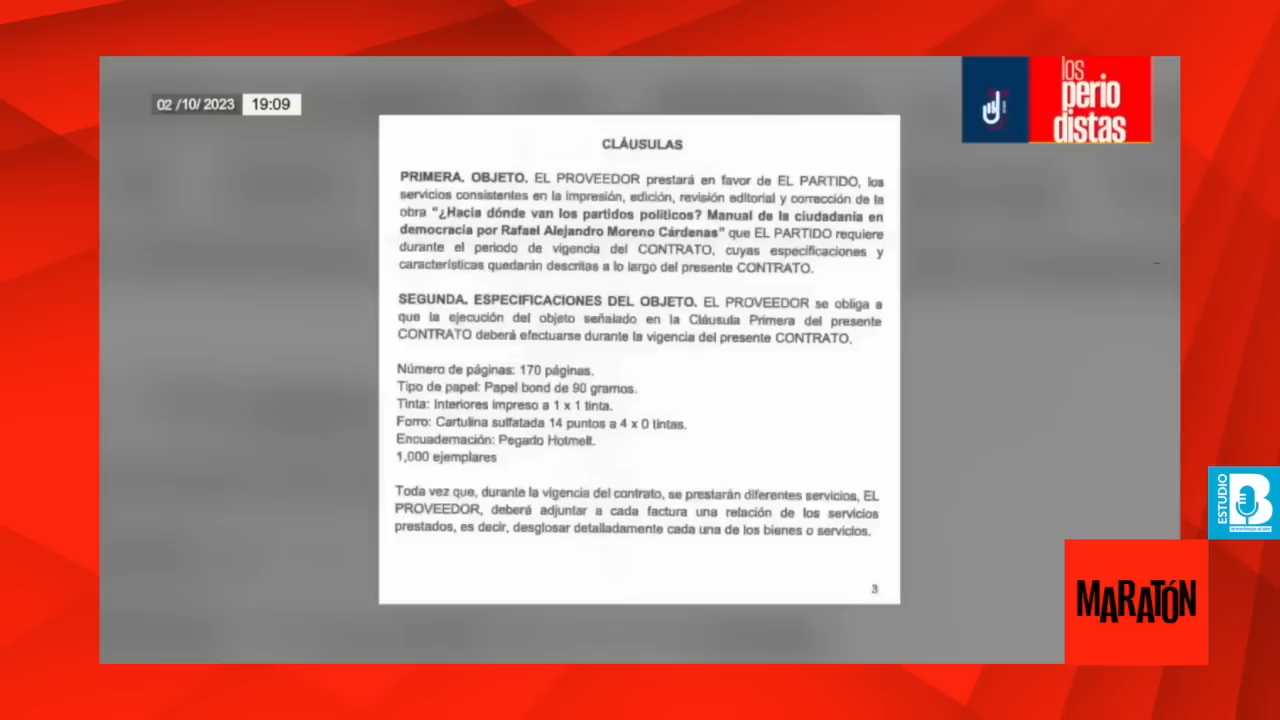 02 /10/ 2023 19:09
los
perio
distas
CLÁUSULAS
PRIMERA. OBJETO. EL PROVEEDOR prestará en favor de EL PARTIDO, los
servicios consistentes en la impresión, edición, revisión editorial y corrección de la
obra "¿Hacia dónde van los partidos políticos? Manual de la ciudadanía en
democracia por Rafael Alejandro Moreno Cárdenas" que EL PARTIDO requiere
durante el periodo de vigencia del CONTRATO, cuyas especificaciones y
características quedarán descritas a lo largo del presente CONTRATO.
SEGUNDA. ESPECIFICACIONES DEL OBJETO. EL PROVEEDOR se obliga a
que la ejecución del objeto señalado en la Cláusula Primera del presente
CONTRATO deberá efectuarse durante la vigencia del presente CONTRATO.
Número de páginas: 170 páginas.
Tipo de papel: Papel bond de 90 gramos.
Tinta: Interiores impreso a 1 x 1 tinta.
Forro: Cartulina sulfatada 14 puntos a 4 x 0 tintas.
Encuadernación: Pegado Hotmelt.
1,000 ejemplares
Toda vez que, durante la vigencia del contrato, se prestarán diferentes servicios, EL
PROVEEDOR, deberá adjuntar a cada factura una relación de los servicios
prestados, es decir, desglosar detalladamente cada una de los bienes o servicios.
3
ESTUDIO
B
MARATÓN